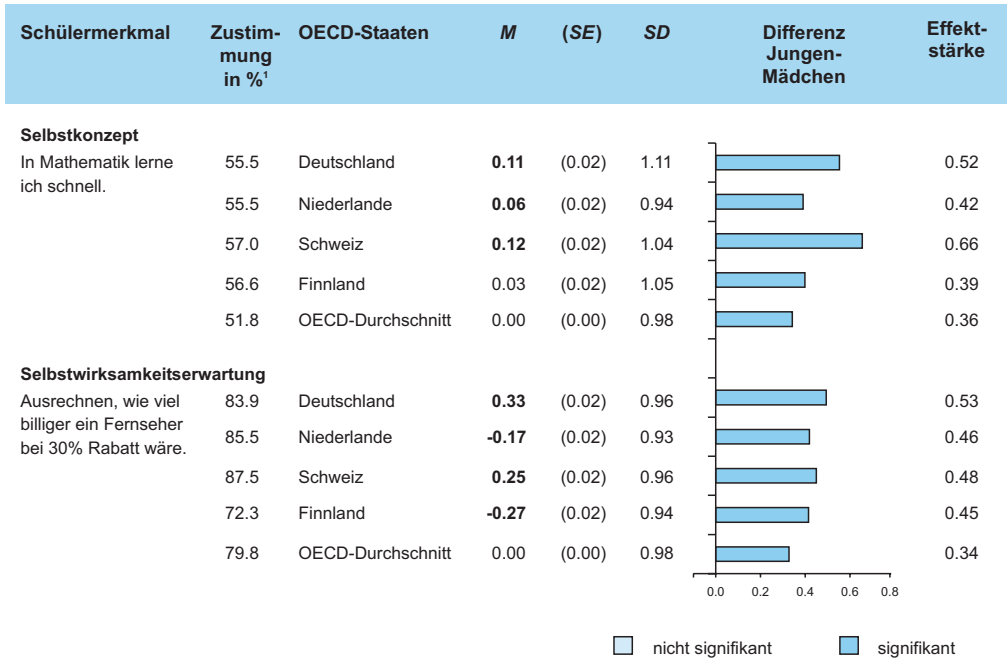 Schülermerkmal Zustim-mung in %¹ OECD-Staaten M (SE) SD Differenz Jungen-Mädchen Effekt-stärke
Selbstkonzept
In Mathematik lerne 55.5 Deutschland 0.11 (0.02) 1.11 0.52
ich schnell.
55.5 Niederlande 0.06 (0.02) 0.94 0.42
57.0 Schweiz 0.12 (0.02) 1.04 0.66
56.6 Finnland 0.03 (0.02) 1.05 0.39
51.8 OECD-Durchschnitt 0.00 (0.00) 0.98 0.36
Selbstwirksamkeitserwartung
Ausrechnen, wie viel 83.9 Deutschland 0.33 (0.02) 0.96 0.53
billiger ein Fernseher
bei 30% Rabatt wäre. 85.5 Niederlande -0.17 (0.02) 0.93 0.46
87.5 Schweiz 0.25 (0.02) 0.96 0.48
72.3 Finnland -0.27 (0.02) 0.94 0.45
79.8 OECD-Durchschnitt 0.00 (0.00) 0.98 0.34
0.0 0.2 0.4 0.6 0.8
nicht signifikant signifikant